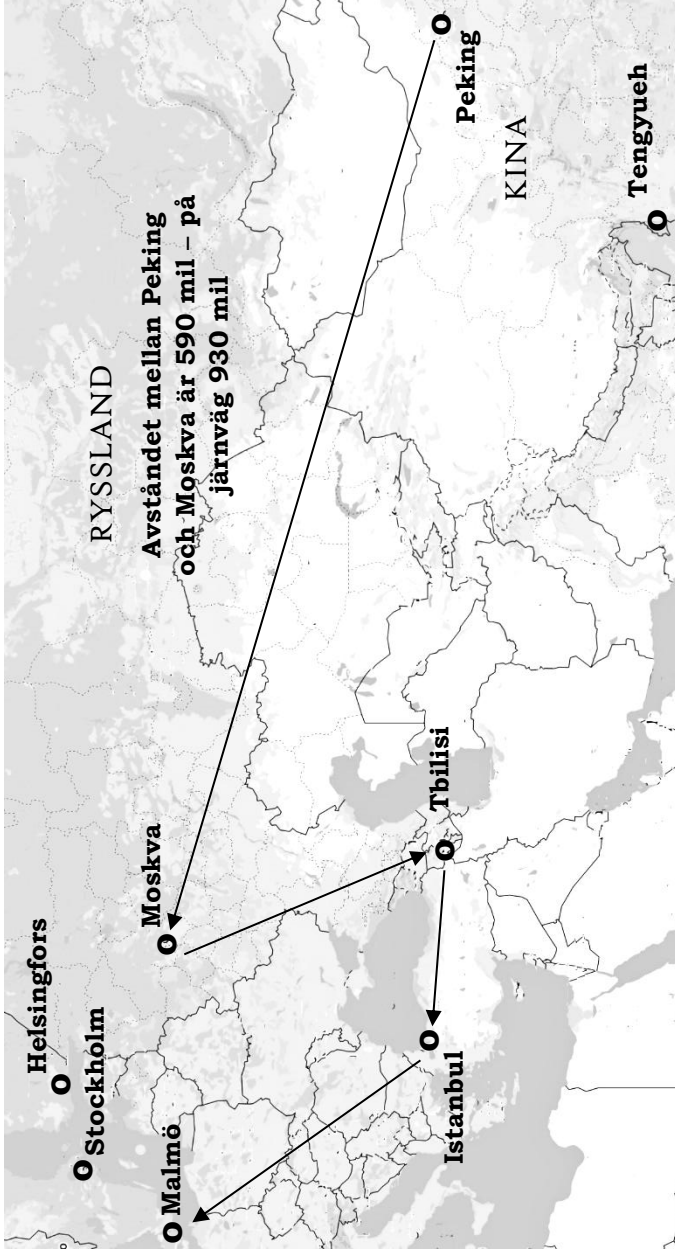 Helsingfors
Stockholm
Malmö
Moskva
RYSSLAND
Avståndet mellan Peking
och Moskva är 590 mil – på
järnväg 930 mil
Peking
KINA
Tengyueh
Tbilisi
Istanbul